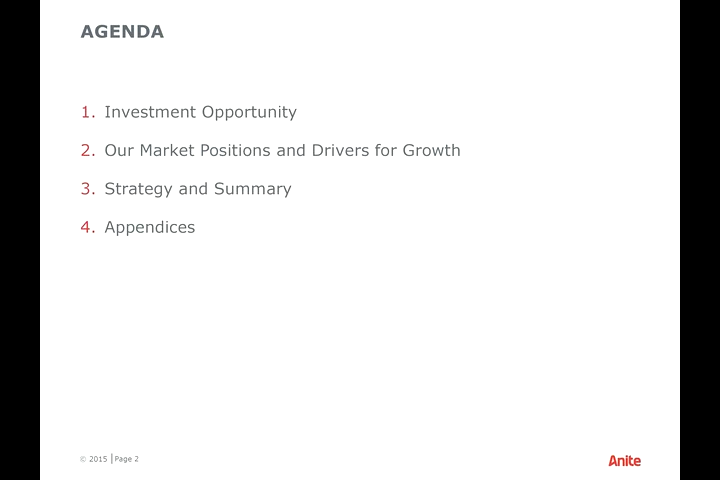 AGENDA
1. Investment Opportunity
2. Our Market Positions and Drivers for Growth
3. Strategy and Summary
4. Appendices
© 2015 | Page 2
Anite